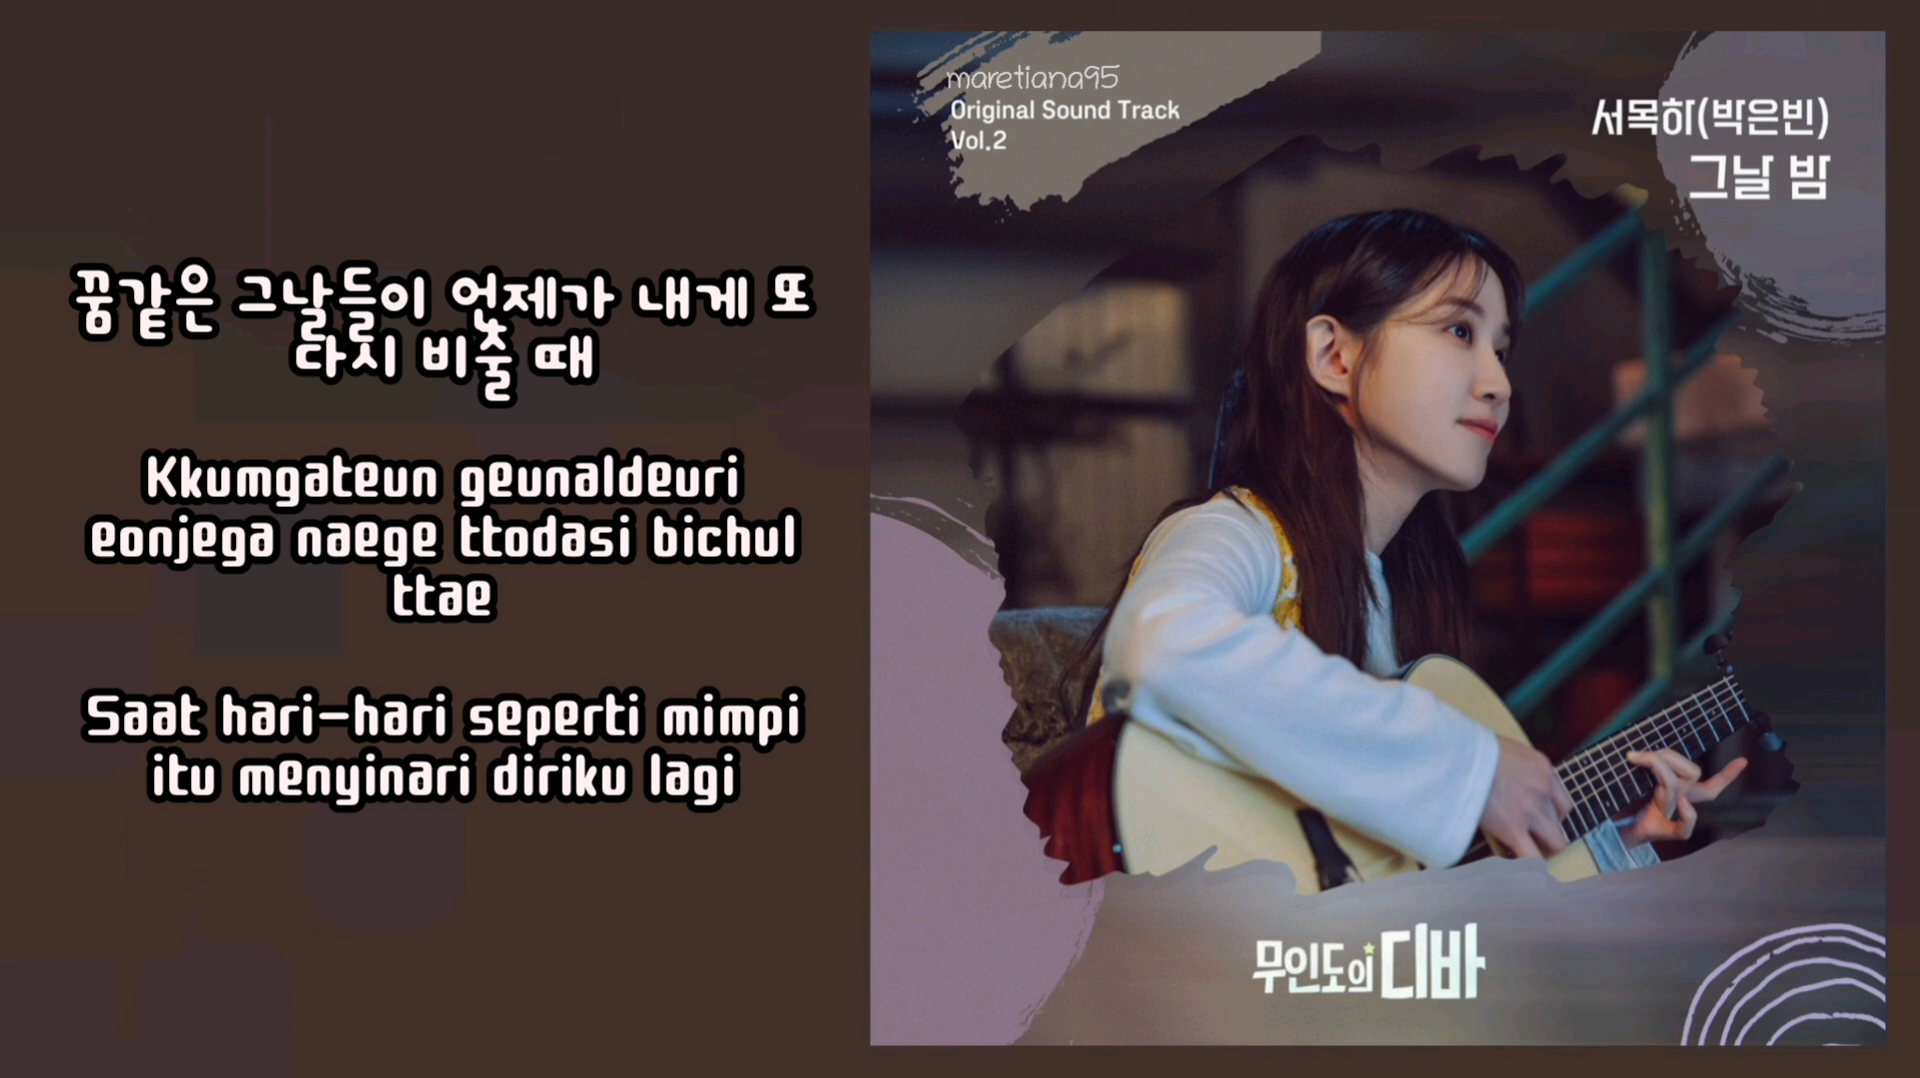 꿈같은 그날들이 언제가 내게 또
다시 비출 때
Kkumgateun geunaldeuri
eonjega naege ttodasi bichul
ttae
Saat hari-hari seperti mimpi
itu menyinari diriku lagi
maretiana95
Original Sound Track
Vol.2
서목하(박은빈)
그날 밤
무인도의 디바